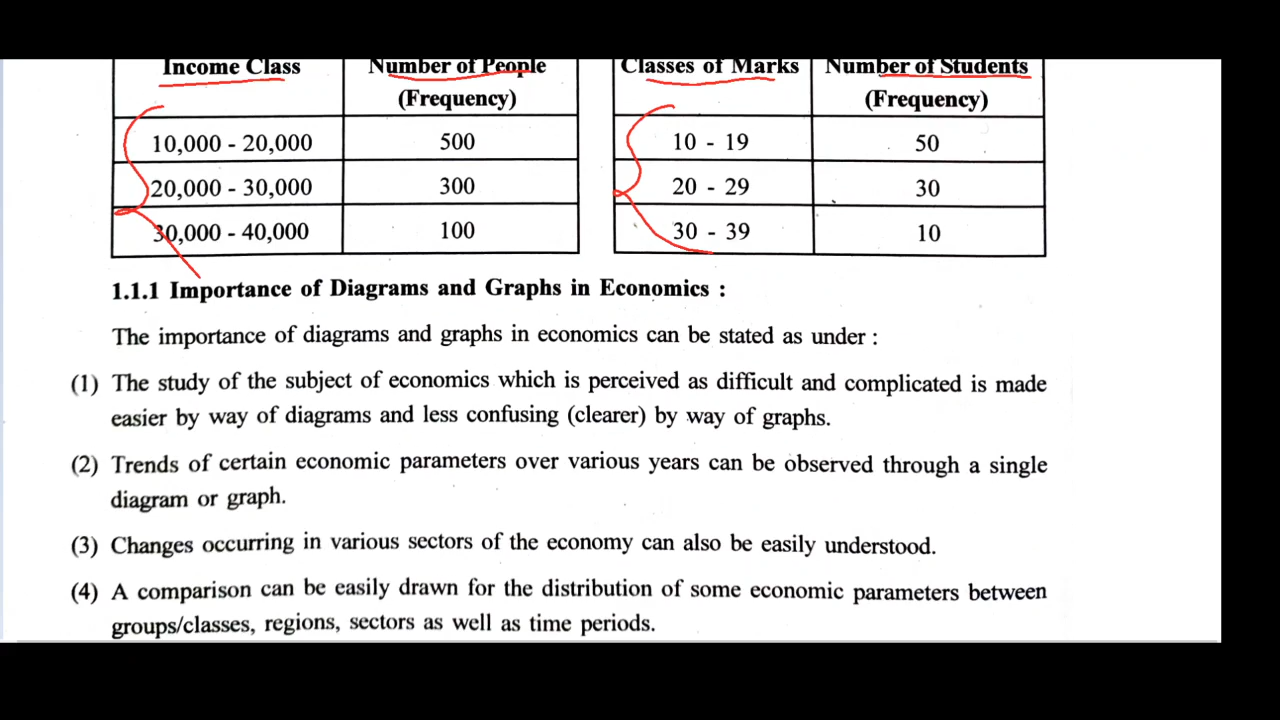 Income Class Number of People Classes of Marks Number of Students
(Frequency) (Frequency)
10,000 - 20,000 500 10 - 19 50
20,000 - 30,000 300 20 - 29 30
30,000 - 40,000 100 30 - 39 10
1.1.1 Importance of Diagrams and Graphs in Economics :
The importance of diagrams and graphs in economics can be stated as under :
(1) The study of the subject of economics which is perceived as difficult and complicated is made
easier by way of diagrams and less confusing (clearer) by way of graphs.
(2) Trends of certain economic parameters over various years can be observed through a single
diagram or graph.
(3) Changes occurring in various sectors of the economy can also be easily understood.
(4) A comparison can be easily drawn for the distribution of some economic parameters between
groups/classes, regions, sectors as well as time periods.